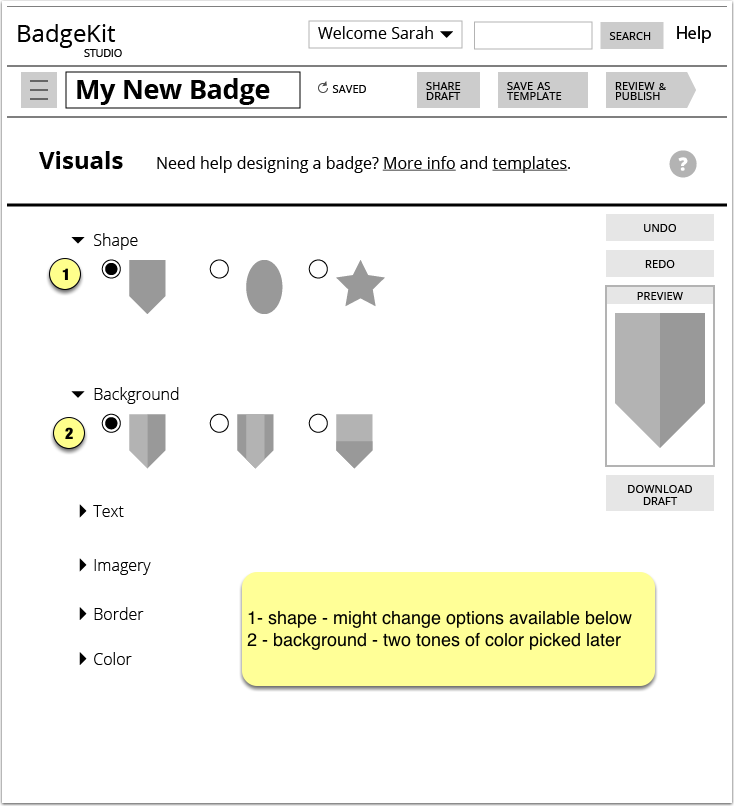 BadgeKit
STUDIO
Welcome Sarah
SEARCH
Help
My New Badge
SAVED
SHARE
DRAFT
SAVE AS
TEMPLATE
REVIEW &
PUBLISH
Visuals
Need help designing a badge? More info and templates.
?
UNDO
REDO
PREVIEW
DOWNLOAD
DRAFT
Shape
1
Background
2
Text
Imagery
Border
Color
1- shape - might change options available below
2 - background - two tones of color picked later